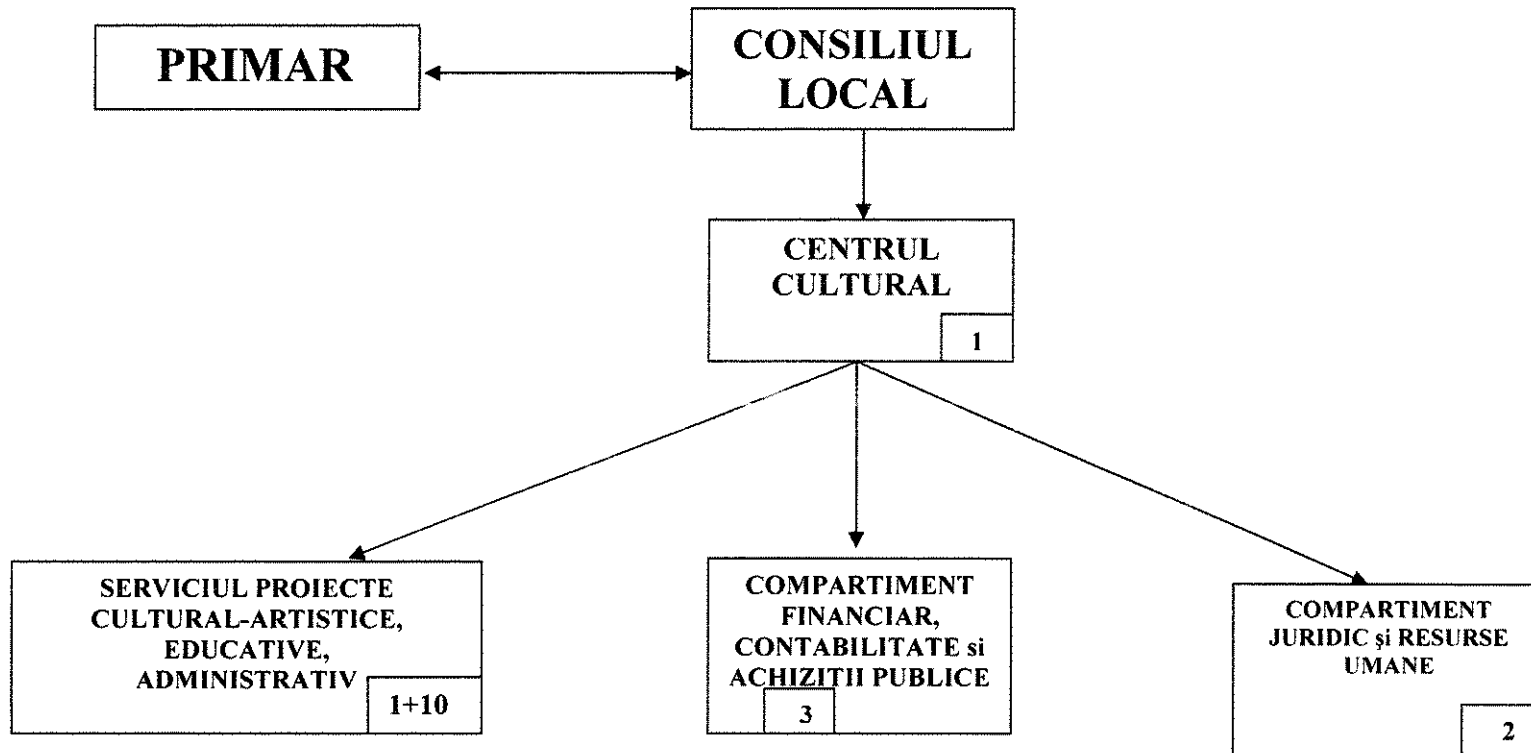 PRIMAR
CONSILIUL
LOCAL
CENTRUL
CULTURAL
1
SERVICIUL PROIECTE
CULTURAL-ARTISTICE,
EDUCATIVE,
ADMINISTRATIV
1+10
COMPARTIMENT
FINANCIAR,
CONTABILITATE si
ACHIZITII PUBLICE
3
COMPARTIMENT
JURIDIC şi RESURSE
UMANE
2